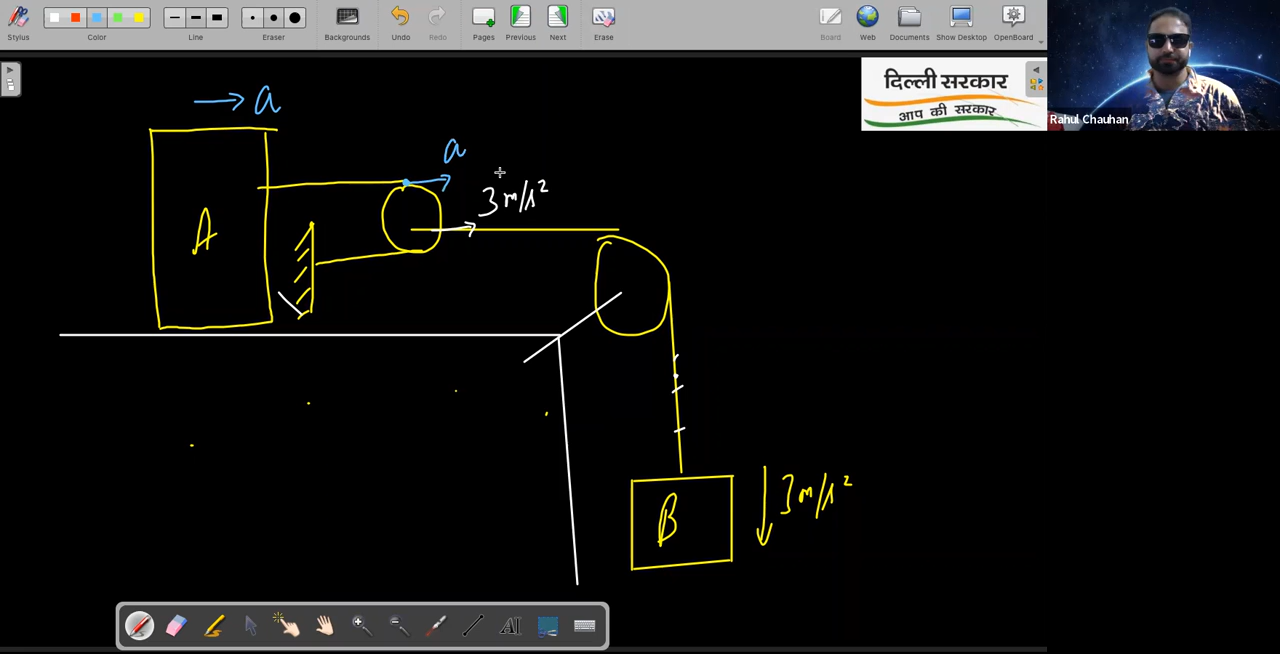 Stylus
Color
Line
Eraser
Backgrounds
Undo
Redo
Pages
Previous
Next
Erase
Board
Web
Documents
Show Desktop
OpenBoard
दिल्ली सरकार
आप की सरकार
Rahul Chauhan
a
a
3 m/s²
A
B
3 m/s²
AI